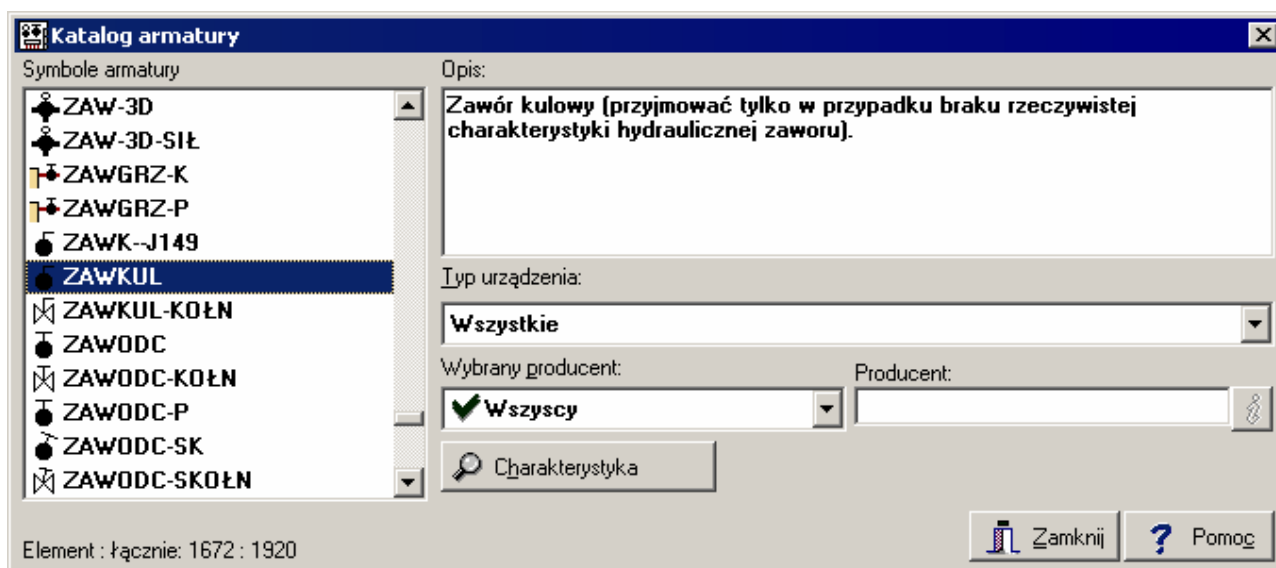 Katalog armatury
Symbole armatury
ZAW-3D
ZAW-3D-SIŁ
ZAWGRZ-K
ZAWGRZ-P
ZAWK--J149
ZAWKUL
ZAWKUL-KOŁN
ZAWODC
ZAWODC-KOŁN
ZAWODC-P
ZAWODC-SK
ZAWODC-SKOŁN
Element : łącznie: 1672 : 1920
Opis:
Zawór kulowy (przyjmować tylko w przypadku braku rzeczywistej
charakterystyki hydraulicznej zaworu).
Typ urządzenia:
Wszystkie
Wybrany producent:
Wszyscy
Producent:
Charakterystyka
Zamknij
Pomoc